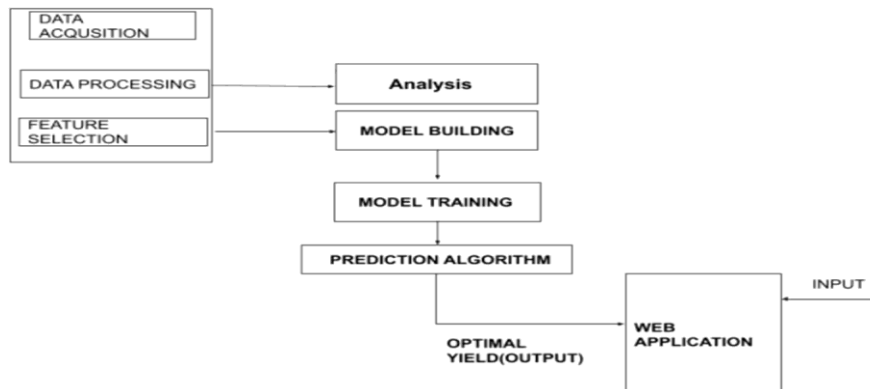 DATA
ACQUSITION
DATA PROCESSING
FEATURE
SELECTION
Analysis
MODEL BUILDING
MODEL TRAINING
PREDICTION ALGORITHM
OPTIMAL
YIELD(OUTPUT)
WEB
APPLICATION
INPUT